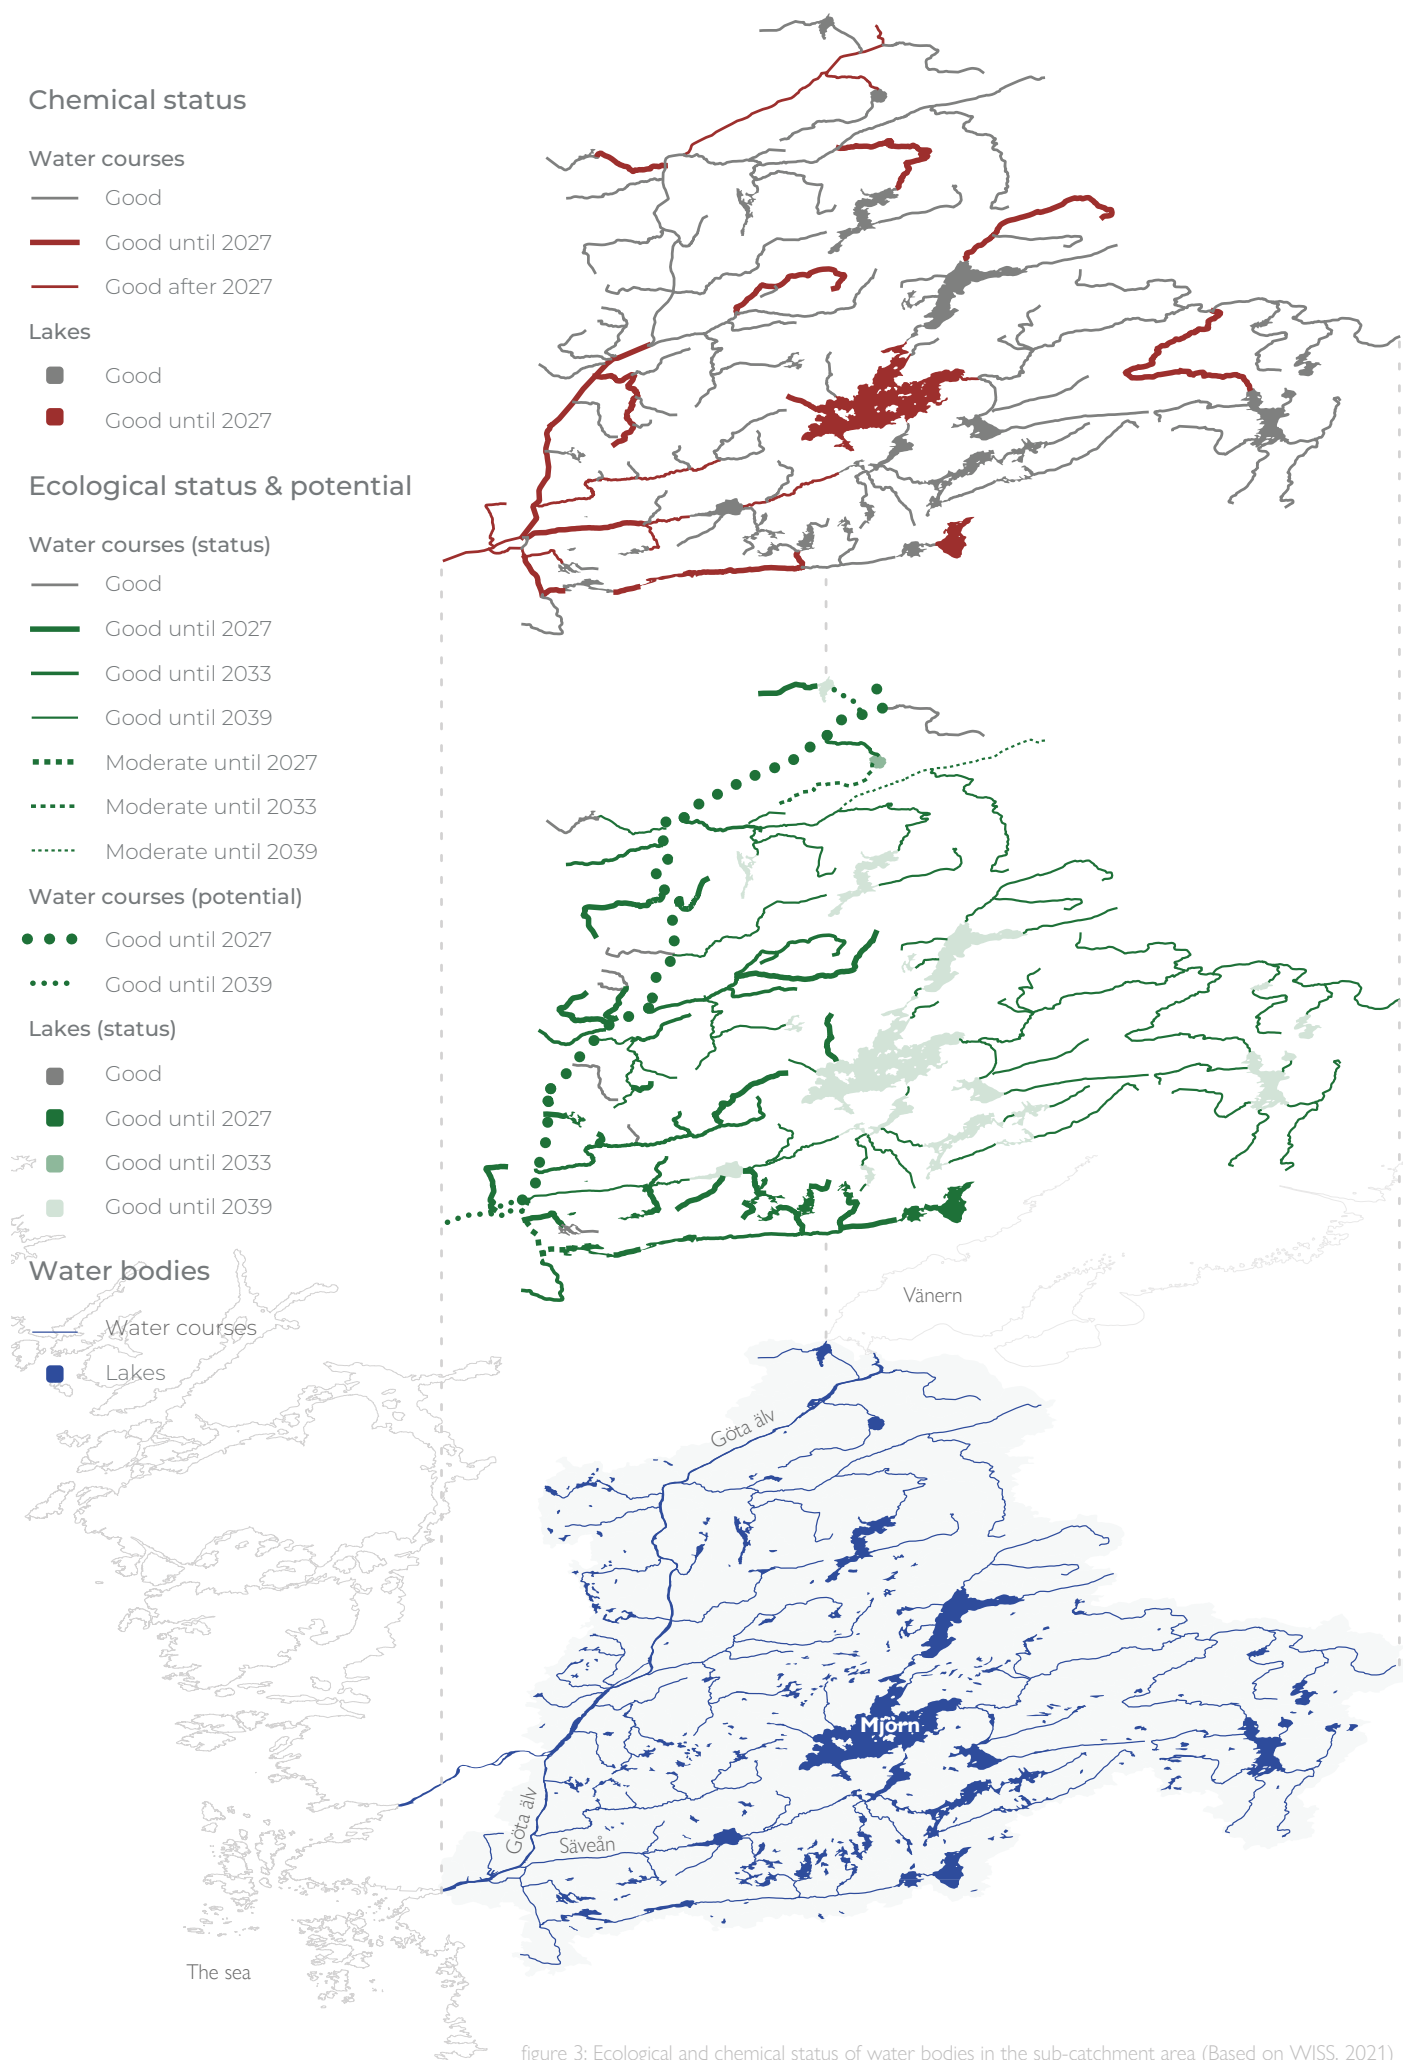 Chemical status
Water courses
Good
Good until 2027
Good after 2027
Lakes
Good
Good until 2027
Ecological status & potential
Water courses (status)
Good
Good until 2027
Good until 2033
Good until 2039
Moderate until 2027
Moderate until 2033
Moderate until 2039
Water courses (potential)
Good until 2027
Good until 2039
Lakes (status)
Good
Good until 2027
Good until 2033
Good until 2039
Water bodies
Water courses
Lakes
Vänern
Göta älv
Mjörn
Göta älv
Säveån
The sea
figure 3: Ecological and chemical status of water bodies in the sub-catchment area (Based on WISS, 2021)